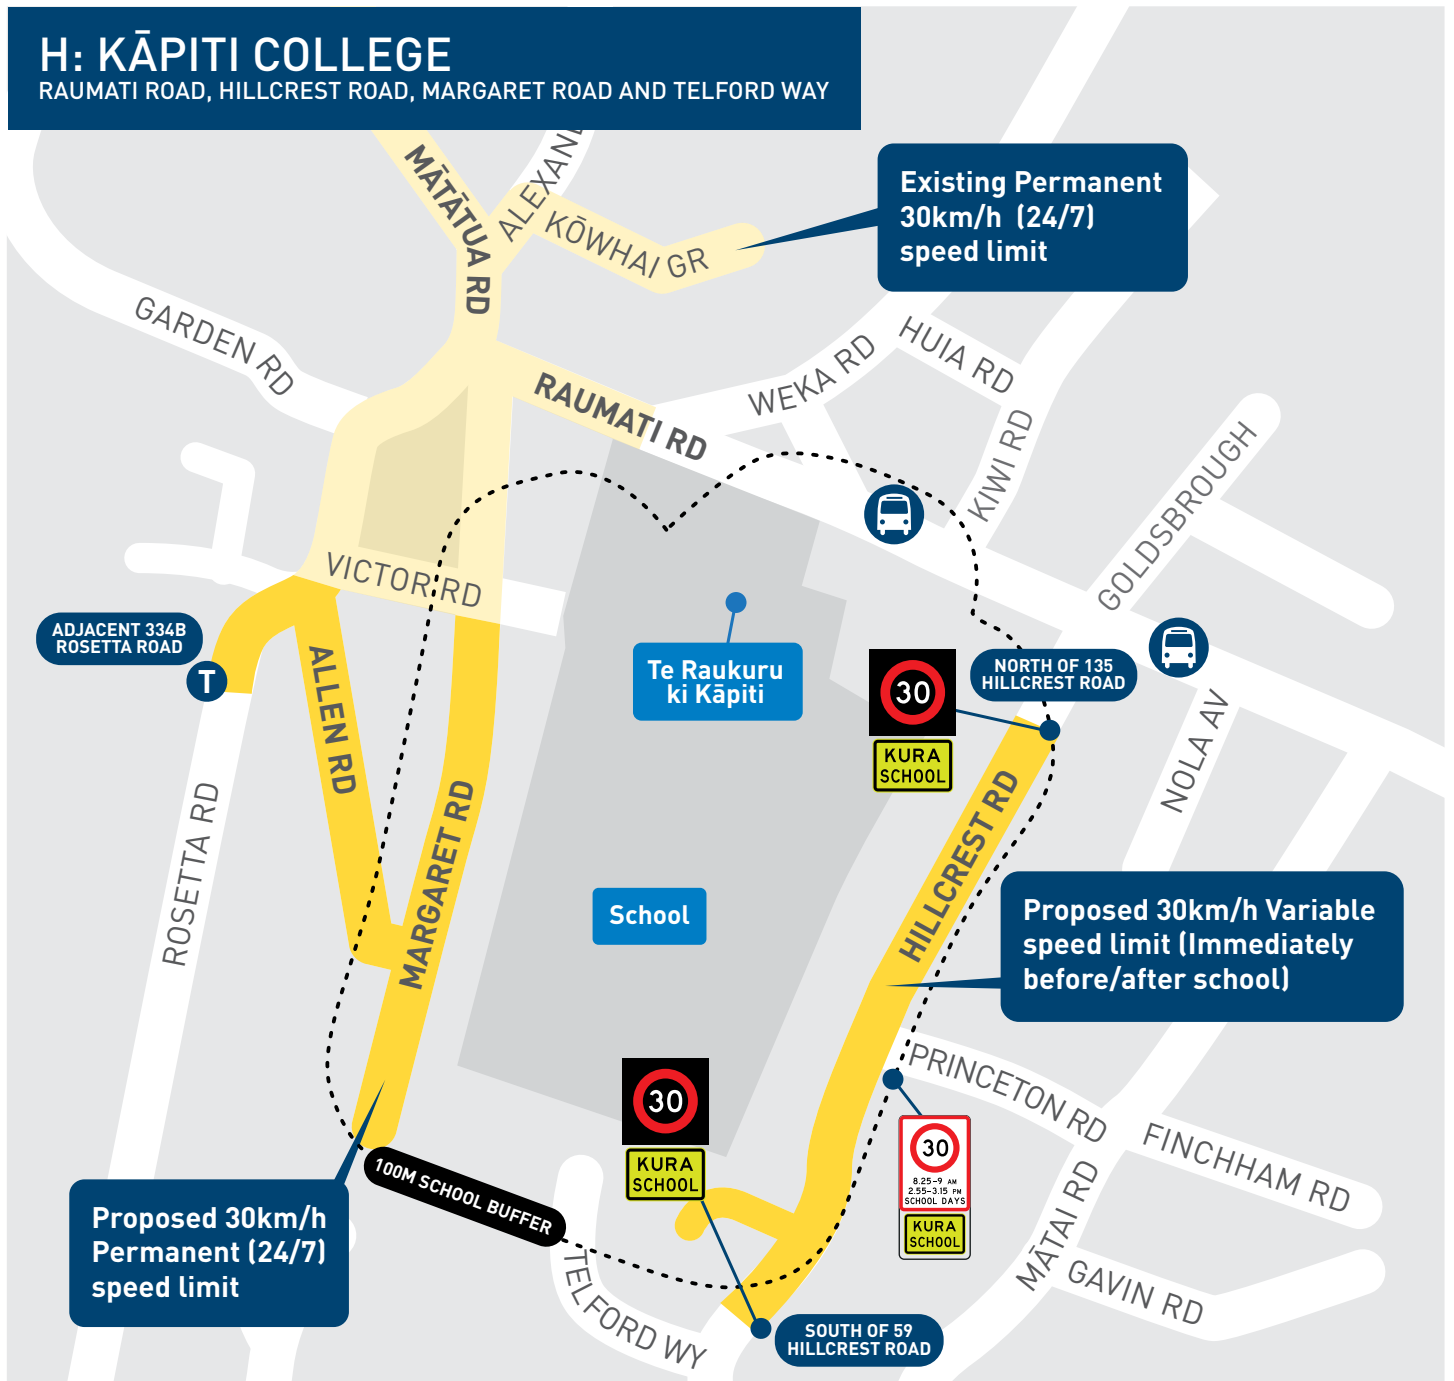 H: KĀPITI COLLEGE
RAUMATI ROAD, HILLCREST ROAD, MARGARET ROAD AND TELFORD WAY
MĀTĀTUA RD
KŌWHAI GR
Existing Permanent
30km/h (24/7)
speed limit
GARDEN RD
RAUMATI RD
WEKA RD
HUIA RD
KIWI RD
GOLDSBROUGH
VICTOR RD
ADJACENT 334B
ROSETTA ROAD
T
ALLEN RD
Te Raukuru
ki Kāpiti
30
KURA
SCHOOL
NORTH OF 135
HILLCREST ROAD
NOLA AV
ROSETTA RD
MARGARET RD
HILLCREST RD
School
Proposed 30km/h Variable
speed limit (Immediately
before/after school)
PRINCETON RD
FINCHHAM RD
30
KURA
SCHOOL
30
8.25-9 AM
2.55-3.15 PM
SCHOOL DAYS
KURA
SCHOOL
100M SCHOOL BUFFER
Proposed 30km/h
Permanent (24/7)
speed limit
MĀTAI RD
GAVIN RD
TELFORD WY
SOUTH OF 59
HILLCREST ROAD